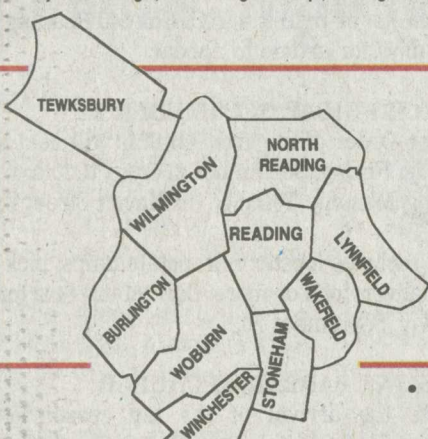 TEWKSBURY
NORTH
READING
WILMINGTON
READING
LYNNFIELD
BURLINGTON
WAKEFIELD
WOBURN
STONEHAM
WINCHESTER